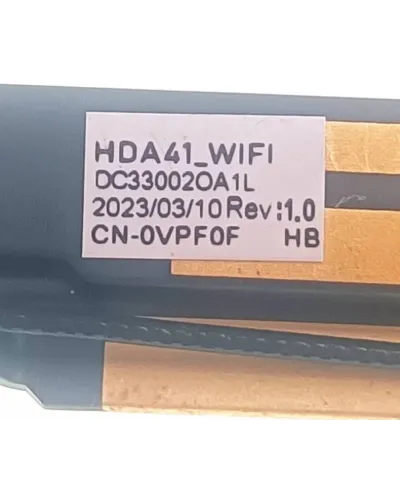 HDA41_WIFI
DC33002OA1L
2023/03/10 Rev:1.0
CN-0VPF0F HB